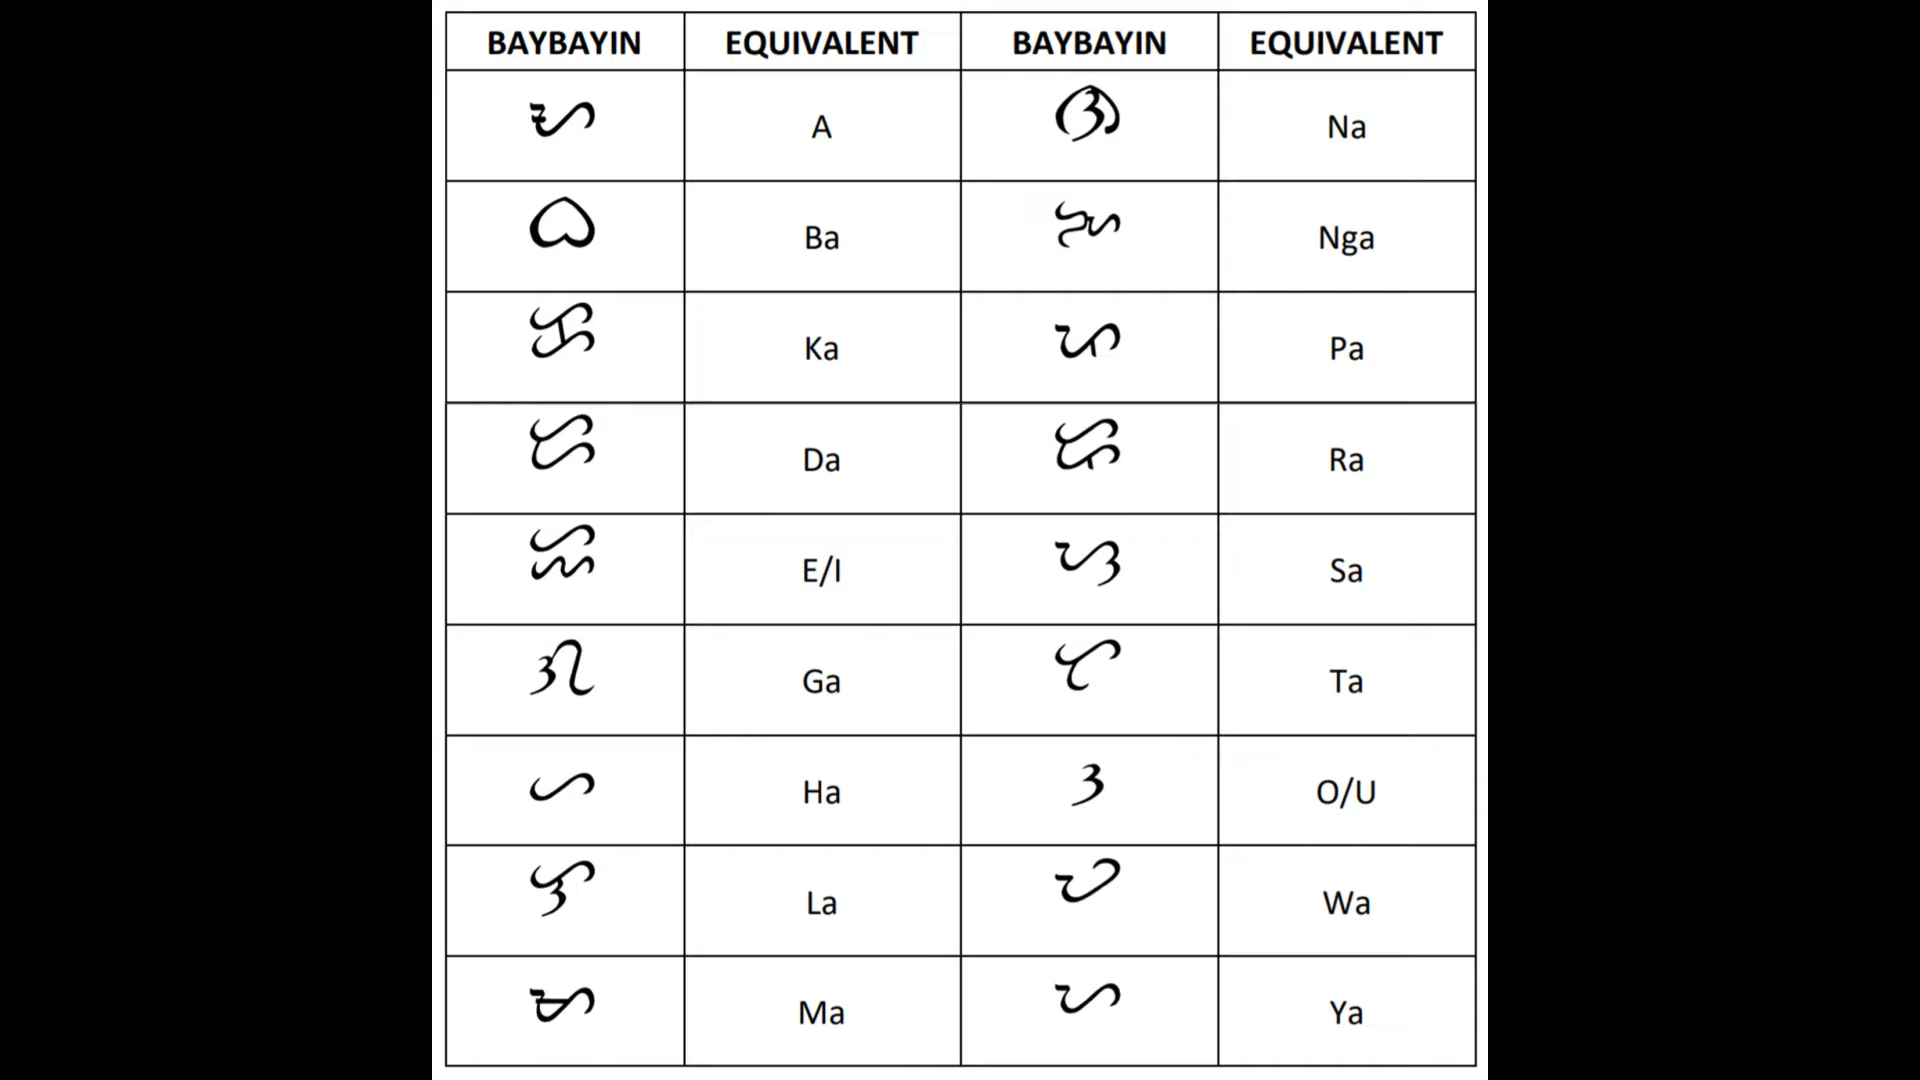 BAYBAYIN EQUIVALENT BAYBAYIN EQUIVALENT
ᜀ A ᜈ Na
ᜊ Ba ᜅ Nga
ᜃ Ka ᜉ Pa
ᜇ Da ᜍ Ra
ᜁ E/I ᜐ Sa
ᜄ Ga ᜆ Ta
ᜑ Ha ᜂ O/U
ᜎ La ᜏ Wa
ᜋ Ma ᜌ Ya